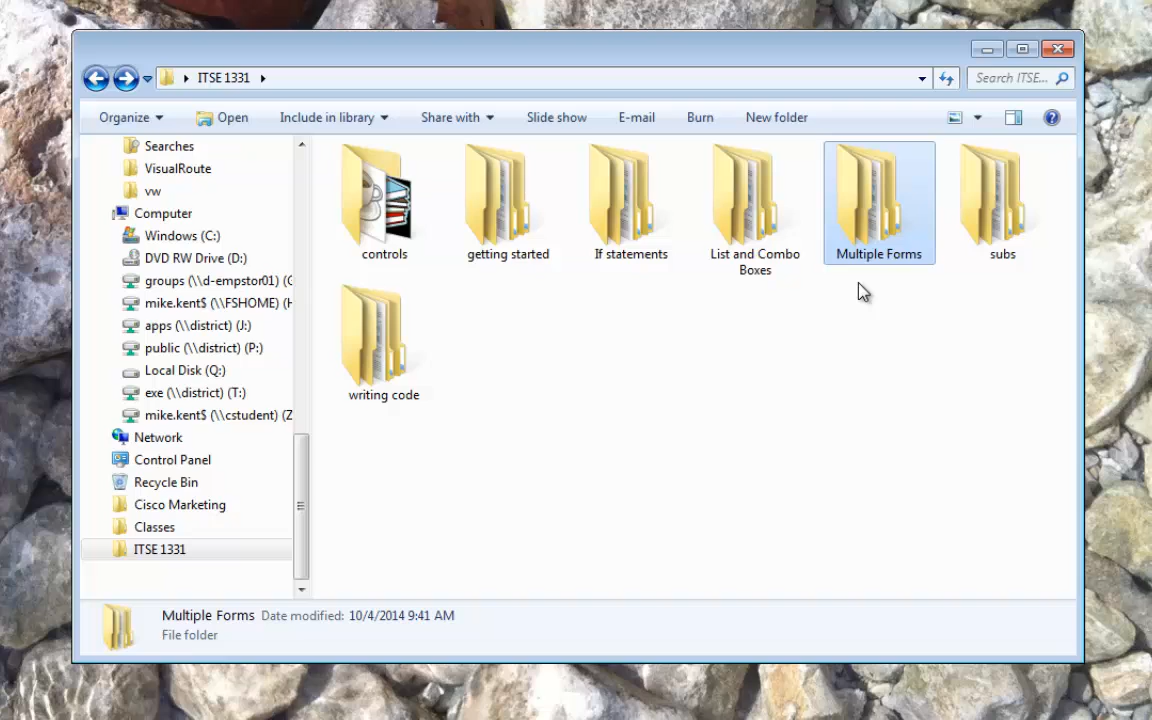 ITSE 1331
Search ITSE...
Organize
Open
Include in library
Share with
Slide show
E-mail
Burn
New folder
Searches
VisualRoute
vw
Computer
Windows (C:)
DVD RW Drive (D:)
groups (\\d-empstor01) (G
mike.kent$ (\\FSHOME) (H
apps (\\district) (J:)
public (\\district) (P:)
Local Disk (Q:)
exe (\\district) (T:)
mike.kent$ (\\cstudent) (Z
Network
Control Panel
Recycle Bin
Cisco Marketing
Classes
ITSE 1331
controls
getting started
If statements
List and Combo
Boxes
Multiple Forms
subs
writing code
Multiple Forms Date modified: 10/4/2014 9:41 AM
File folder